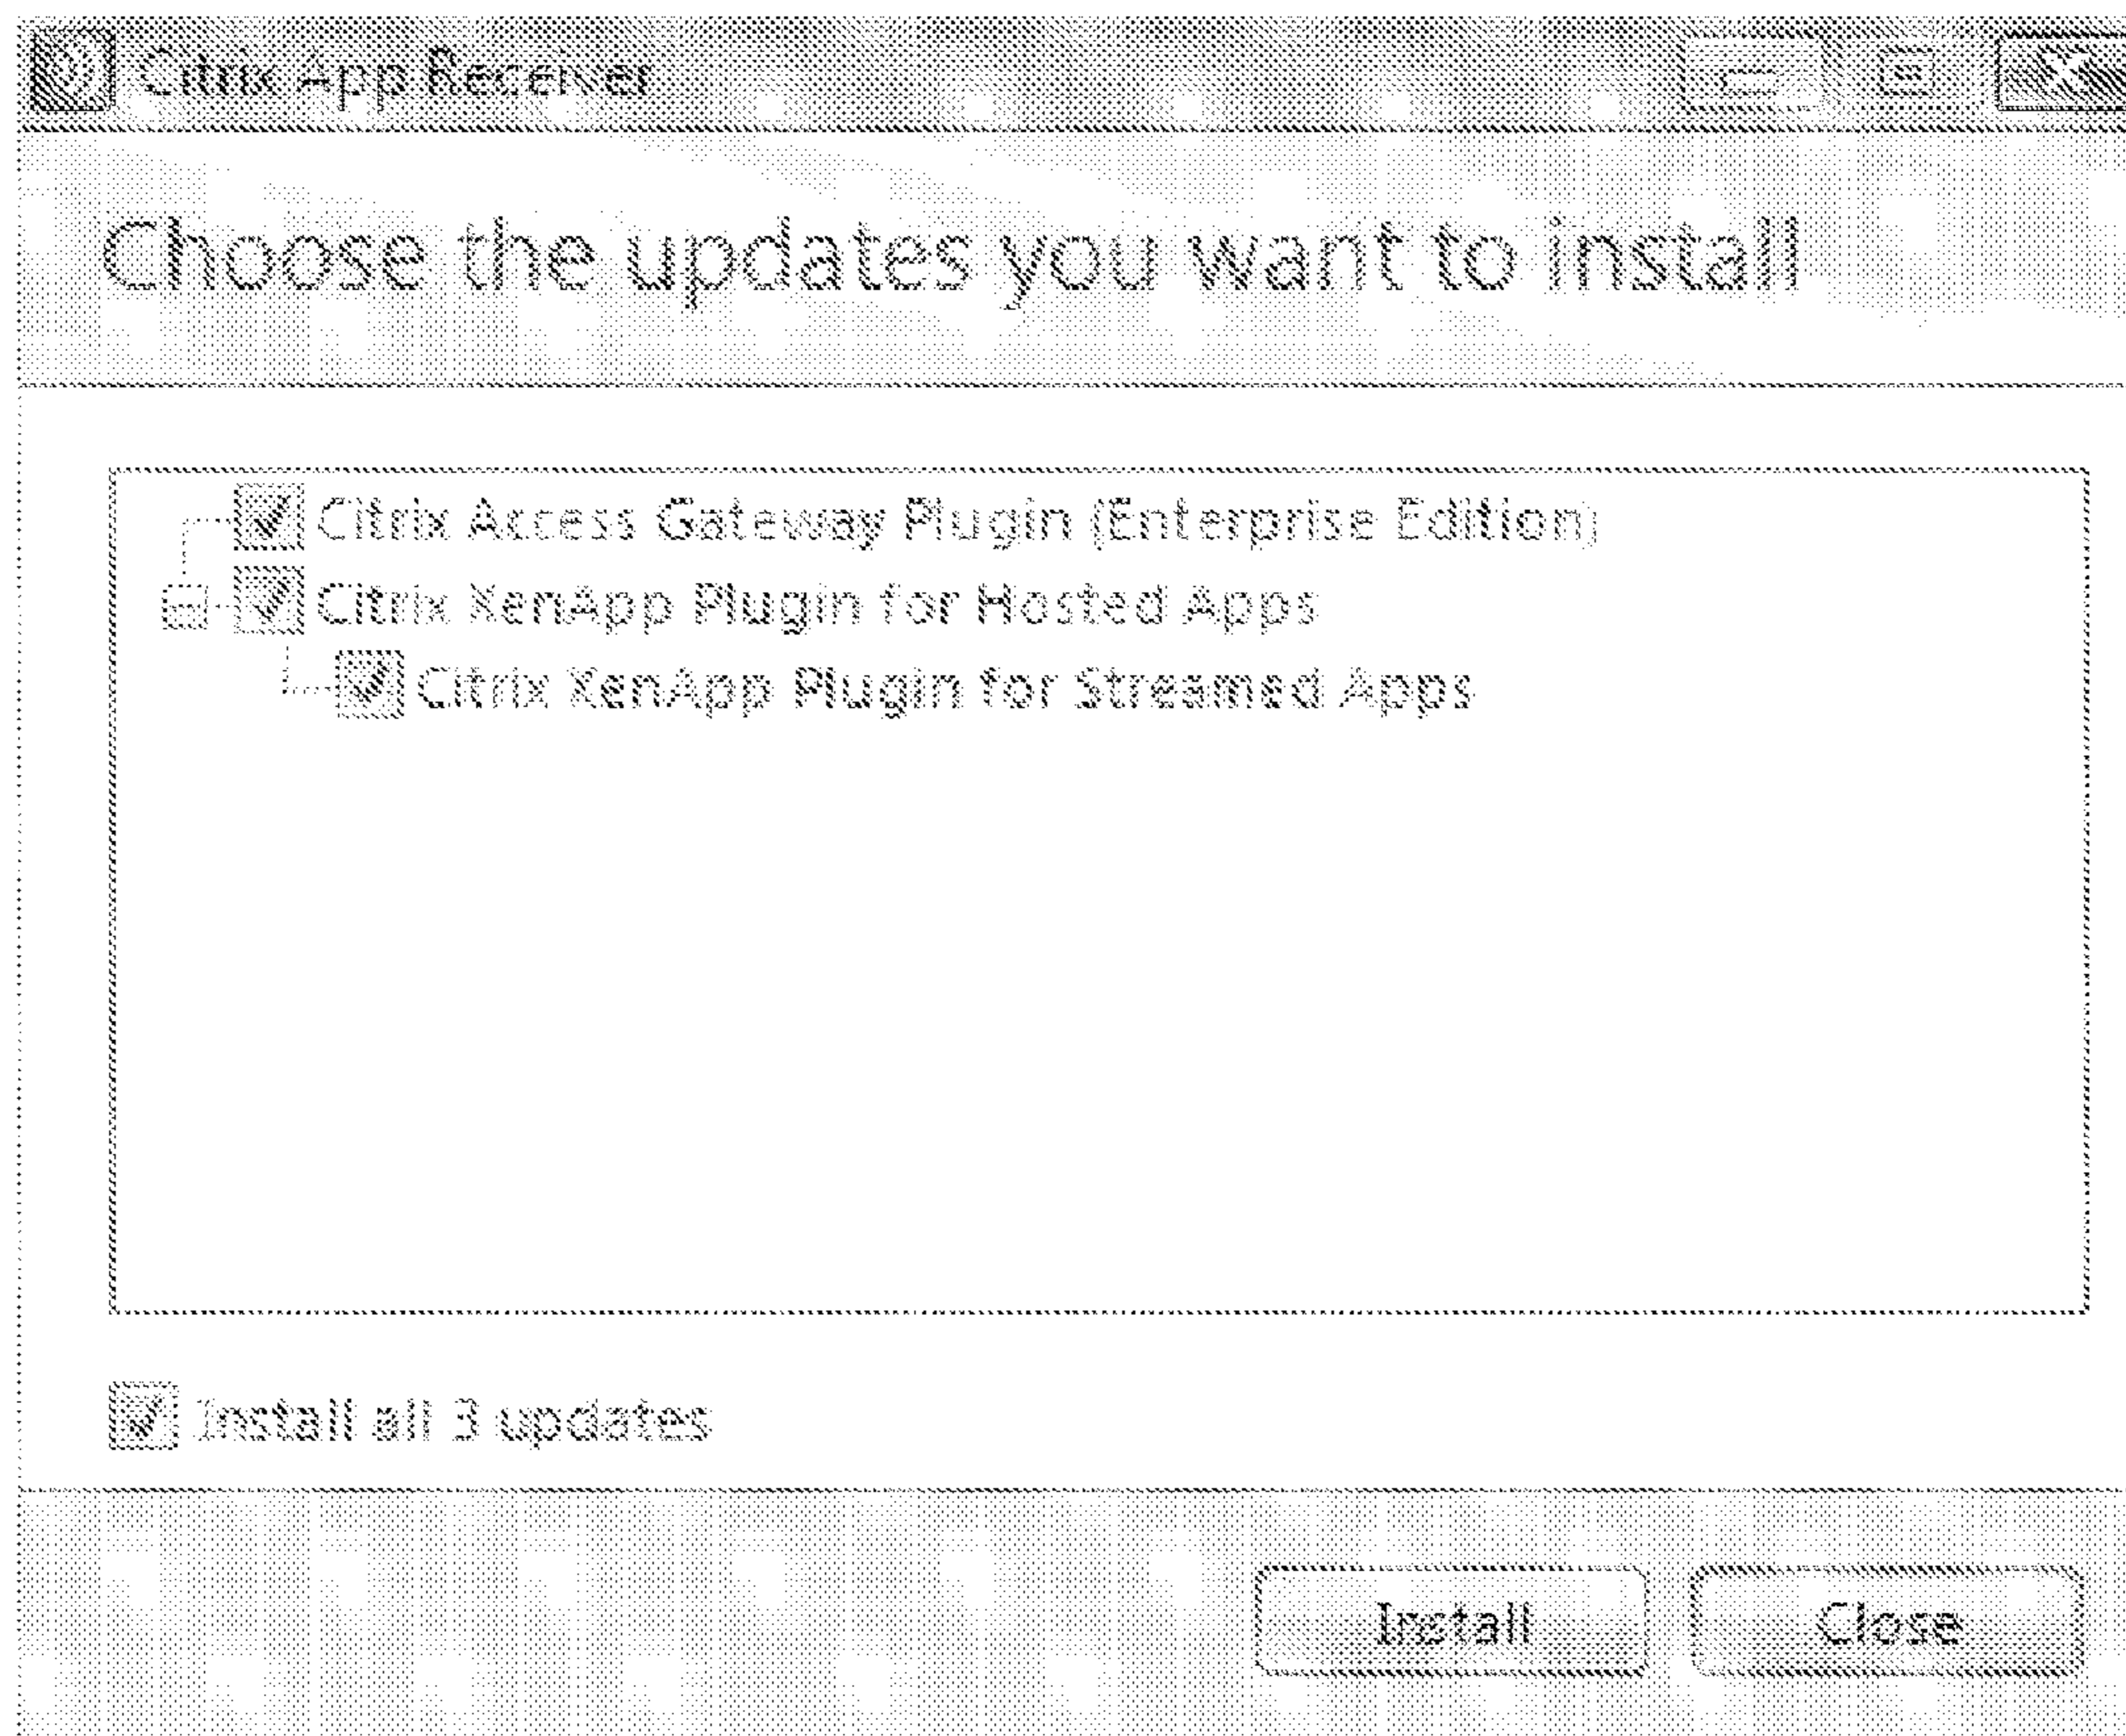 Citrix App Receiver
Choose the updates you want to install
Citrix Access Gateway Plugin (Enterprise Edition)
Citrix XenApp Plugin for Hosted Apps
Citrix XenApp Plugin for Streamed Apps
Install all 3 updates
Install Close